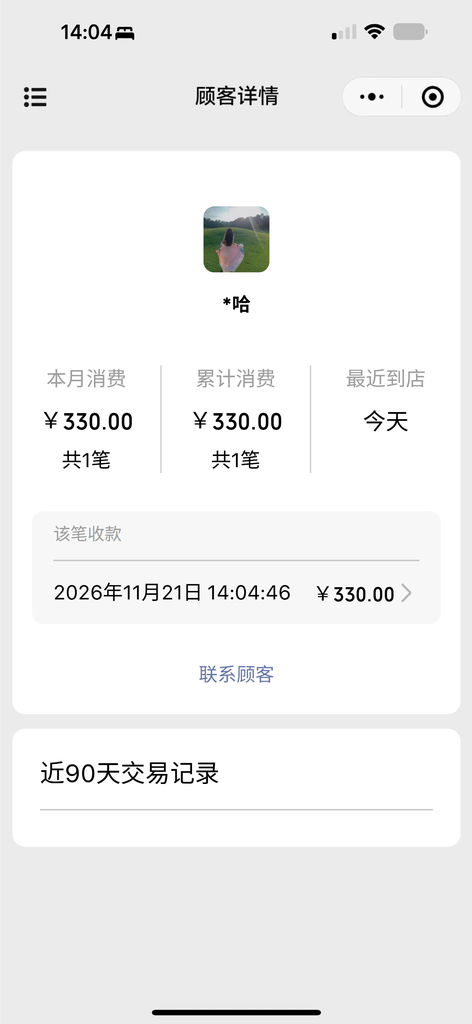 14:04
顾客详情
*哈
本月消费
累计消费
最近到店
￥330.00
￥330.00
今天
共1笔
共1笔
该笔收款
2026年11月21日 14:04:46
￥330.00
联系顾客
近90天交易记录